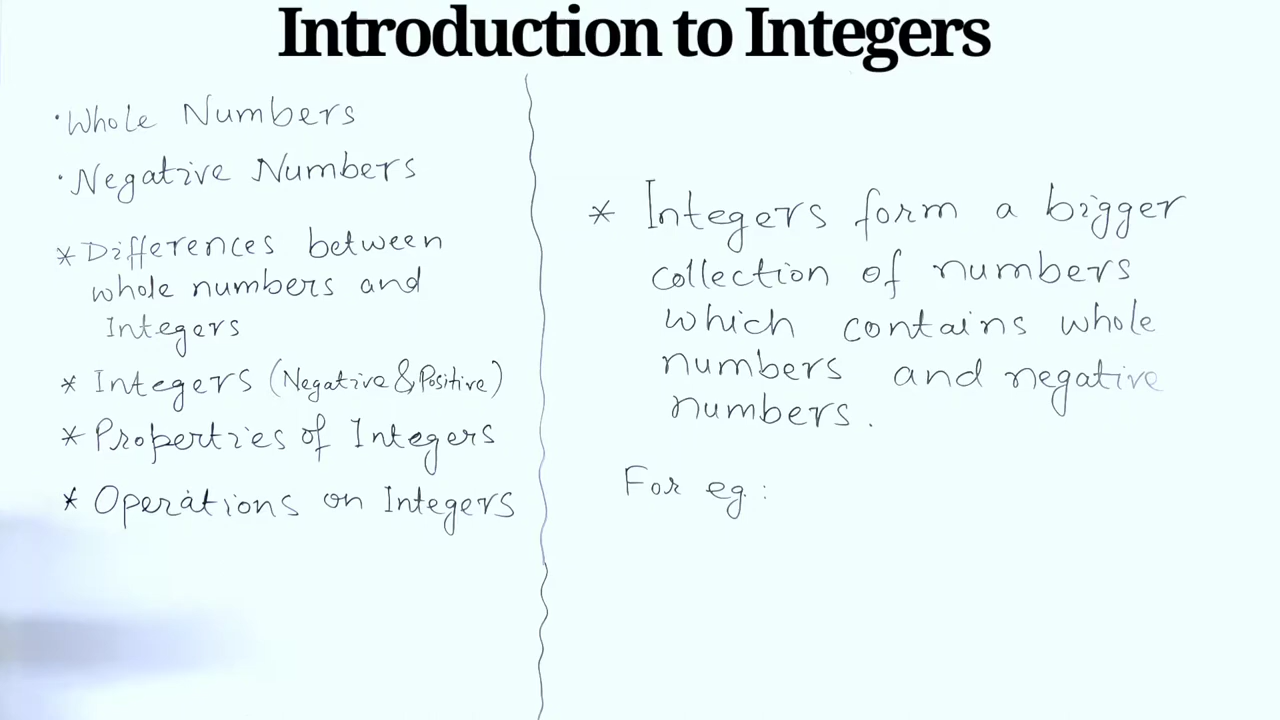 Introduction to Integers
· Whole Numbers
· Negative Numbers
* Differences between
whole numbers and
Integers
* Integers (Negative & Positive)
* Properties of Integers
* Operations on Integers
* Integers form a bigger
collection of numbers
which contains whole
numbers and negative
numbers.
For eg :